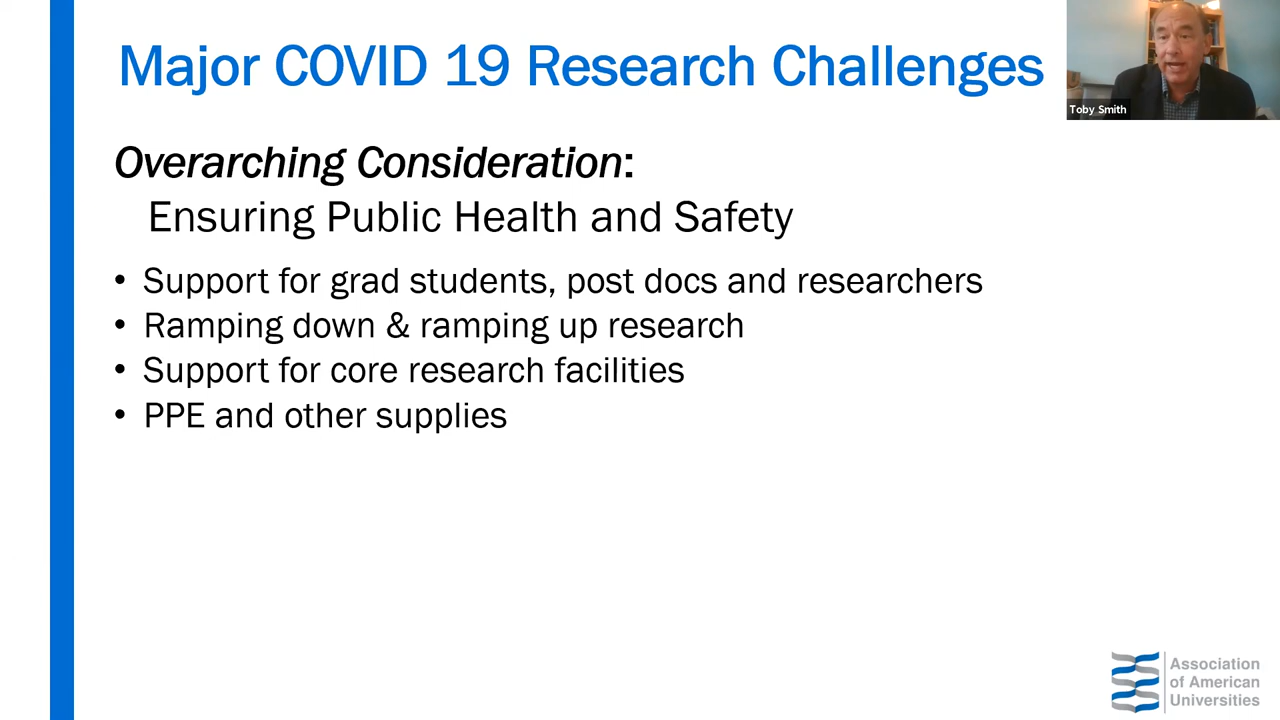 Major COVID 19 Research Challenges
Toby Smith
Overarching Consideration:
Ensuring Public Health and Safety
• Support for grad students, post docs and researchers
• Ramping down & ramping up research
• Support for core research facilities
• PPE and other supplies
Association
of American
Universities